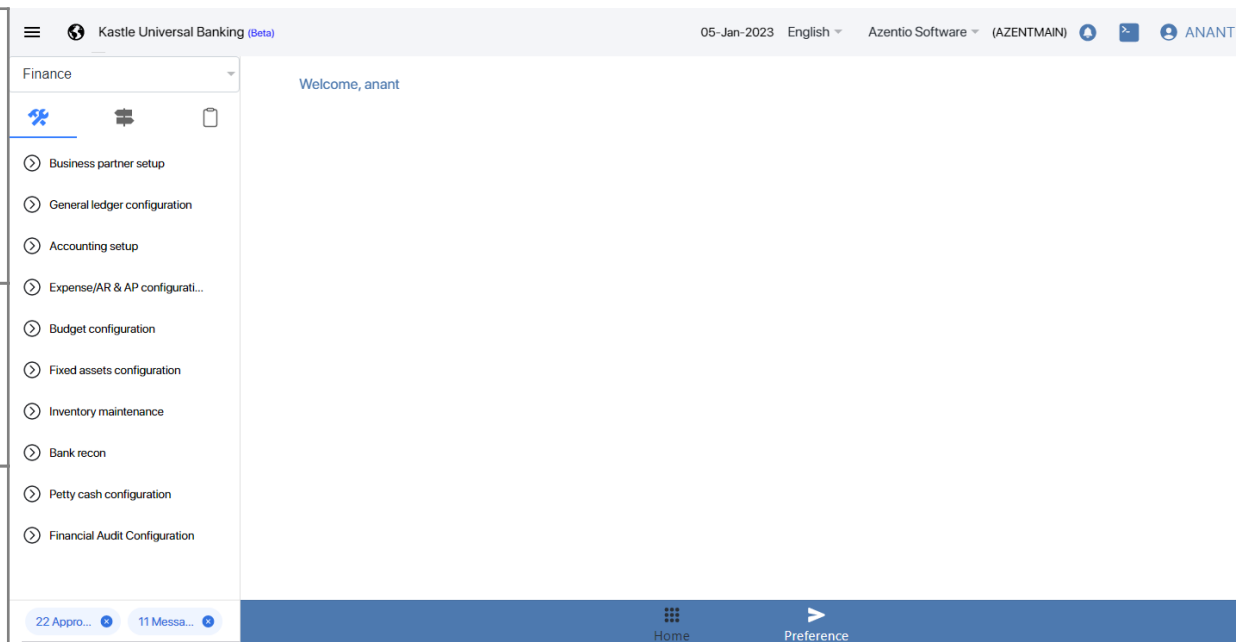 Kastle Universal Banking (Beta)
05-Jan-2023 English Azentio Software (AZENTMAIN) ANANT
Finance
Welcome, anant
Business partner setup
General ledger configuration
Accounting setup
Expense/AR & AP configurati...
Budget configuration
Fixed assets configuration
Inventory maintenance
Bank recon
Petty cash configuration
Financial Audit Configuration
22 Appro... 11 Messa...
Home Preference